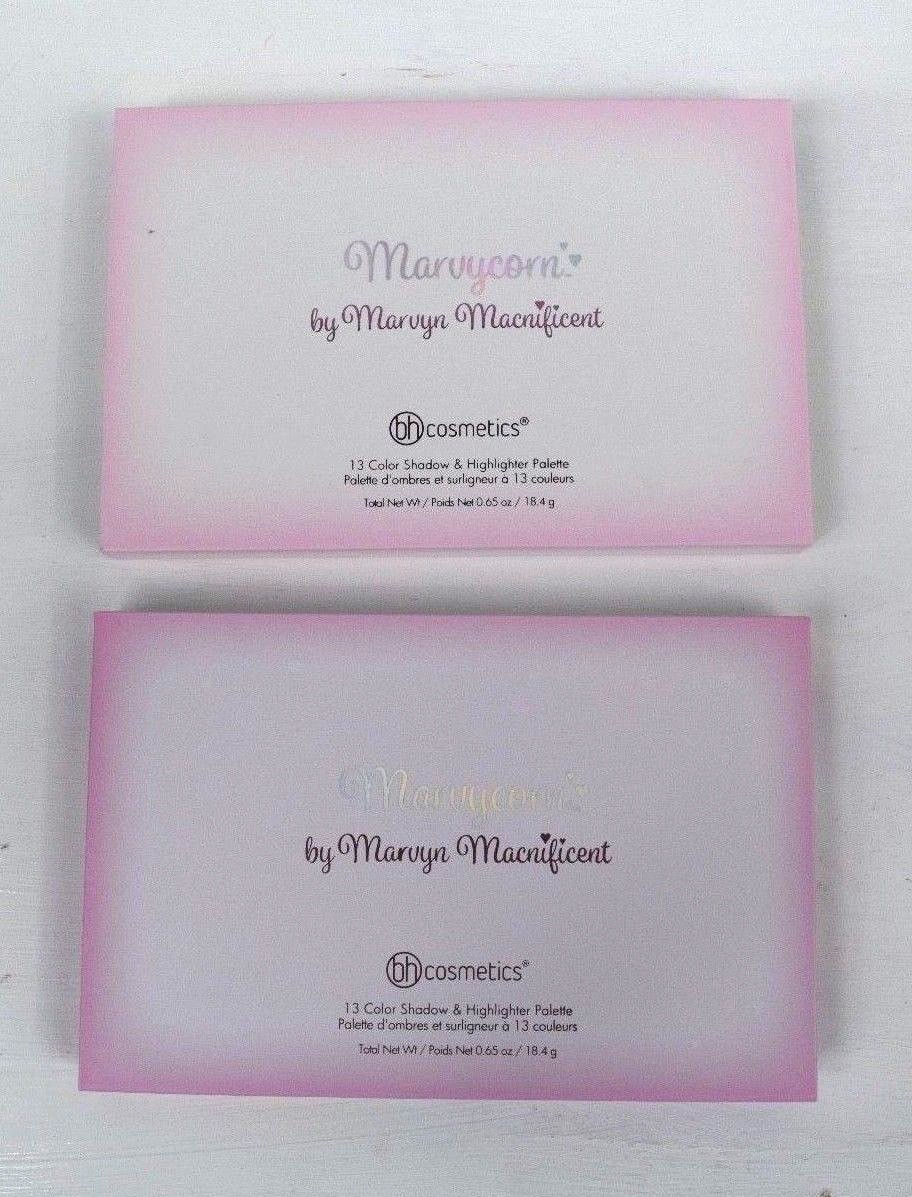 Marvycorn
by Marvyn Macnificent
bhcosmetics®
13 Color Shadow & Highlighter Palette
Palette d'ombres et surligneur à 13 couleurs
Total Net Wt / Poids Net 0.65 oz / 18.4 g
Marvycorn
by Marvyn Macnificent
bhcosmetics®
13 Color Shadow & Highlighter Palette
Palette d'ombres et surligneur à 13 couleurs
Total Net Wt / Poids Net 0.65 oz / 18.4 g